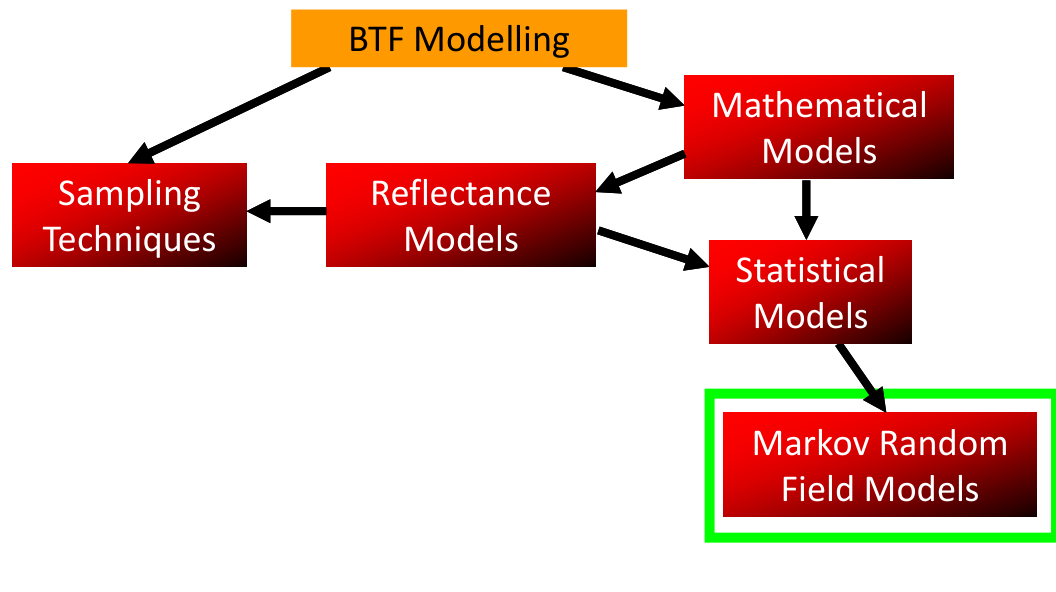 BTF Modelling
Mathematical
Models
Sampling
Techniques
Reflectance
Models
Statistical
Models
Markov Random
Field Models